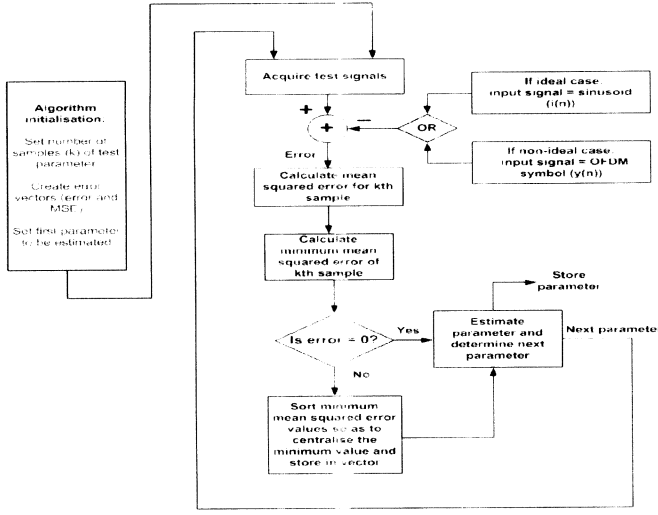 Algorithm
initialisation.
Set number of
samples (k) of test
parameter
Create error
vectors (error and
MSE)
Set first parameter
to be estimated
Acquire test signals
+
−
+
OR
Error
If ideal case.
input signal = sinusoid
(i(n))
If non-ideal case.
input signal = OFDM
symbol (y(n))
Calculate mean
squared error for kth
sample
Calculate
minimum mean
squared error of
kth sample
Is error = 0?
Yes
No
Store
parameter
Estimate
parameter and
determine next
parameter
Next paramete
Sort minimum
mean squared error
values so as to
centralise the
minimum value and
store in vector